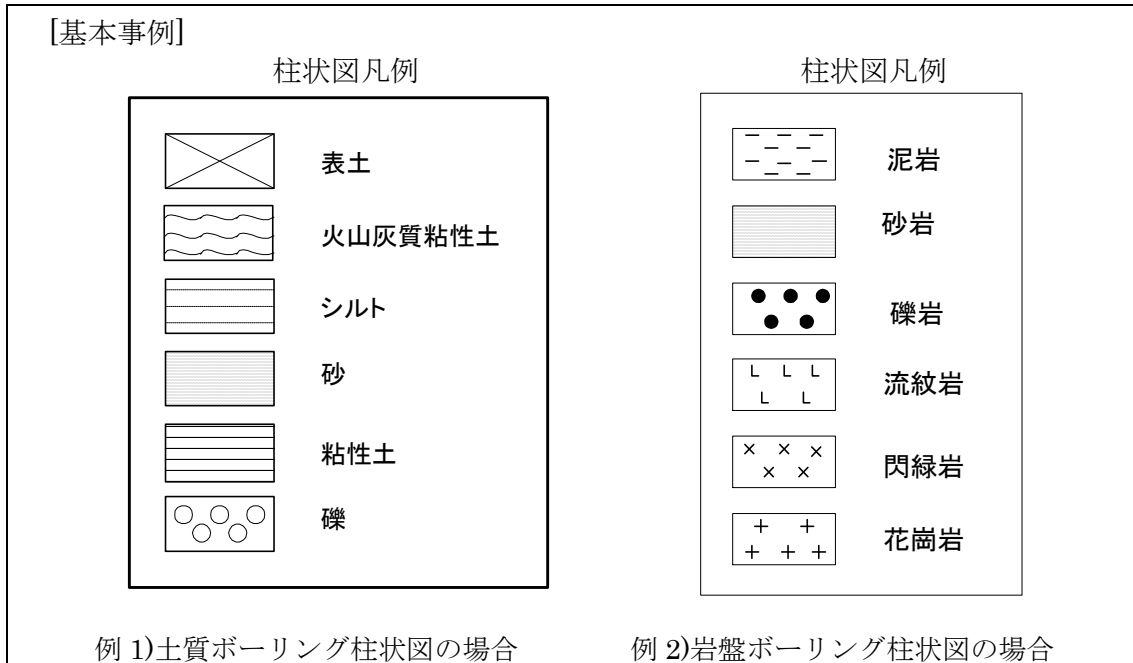 [基本事例]
柱状図凡例
表土
火山灰質粘性土
シルト
砂
粘性土
礫
例 1)土質ボーリング柱状図の場合
柱状図凡例
泥岩
砂岩
礫岩
流紋岩
閃緑岩
花崗岩
例 2)岩盤ボーリング柱状図の場合